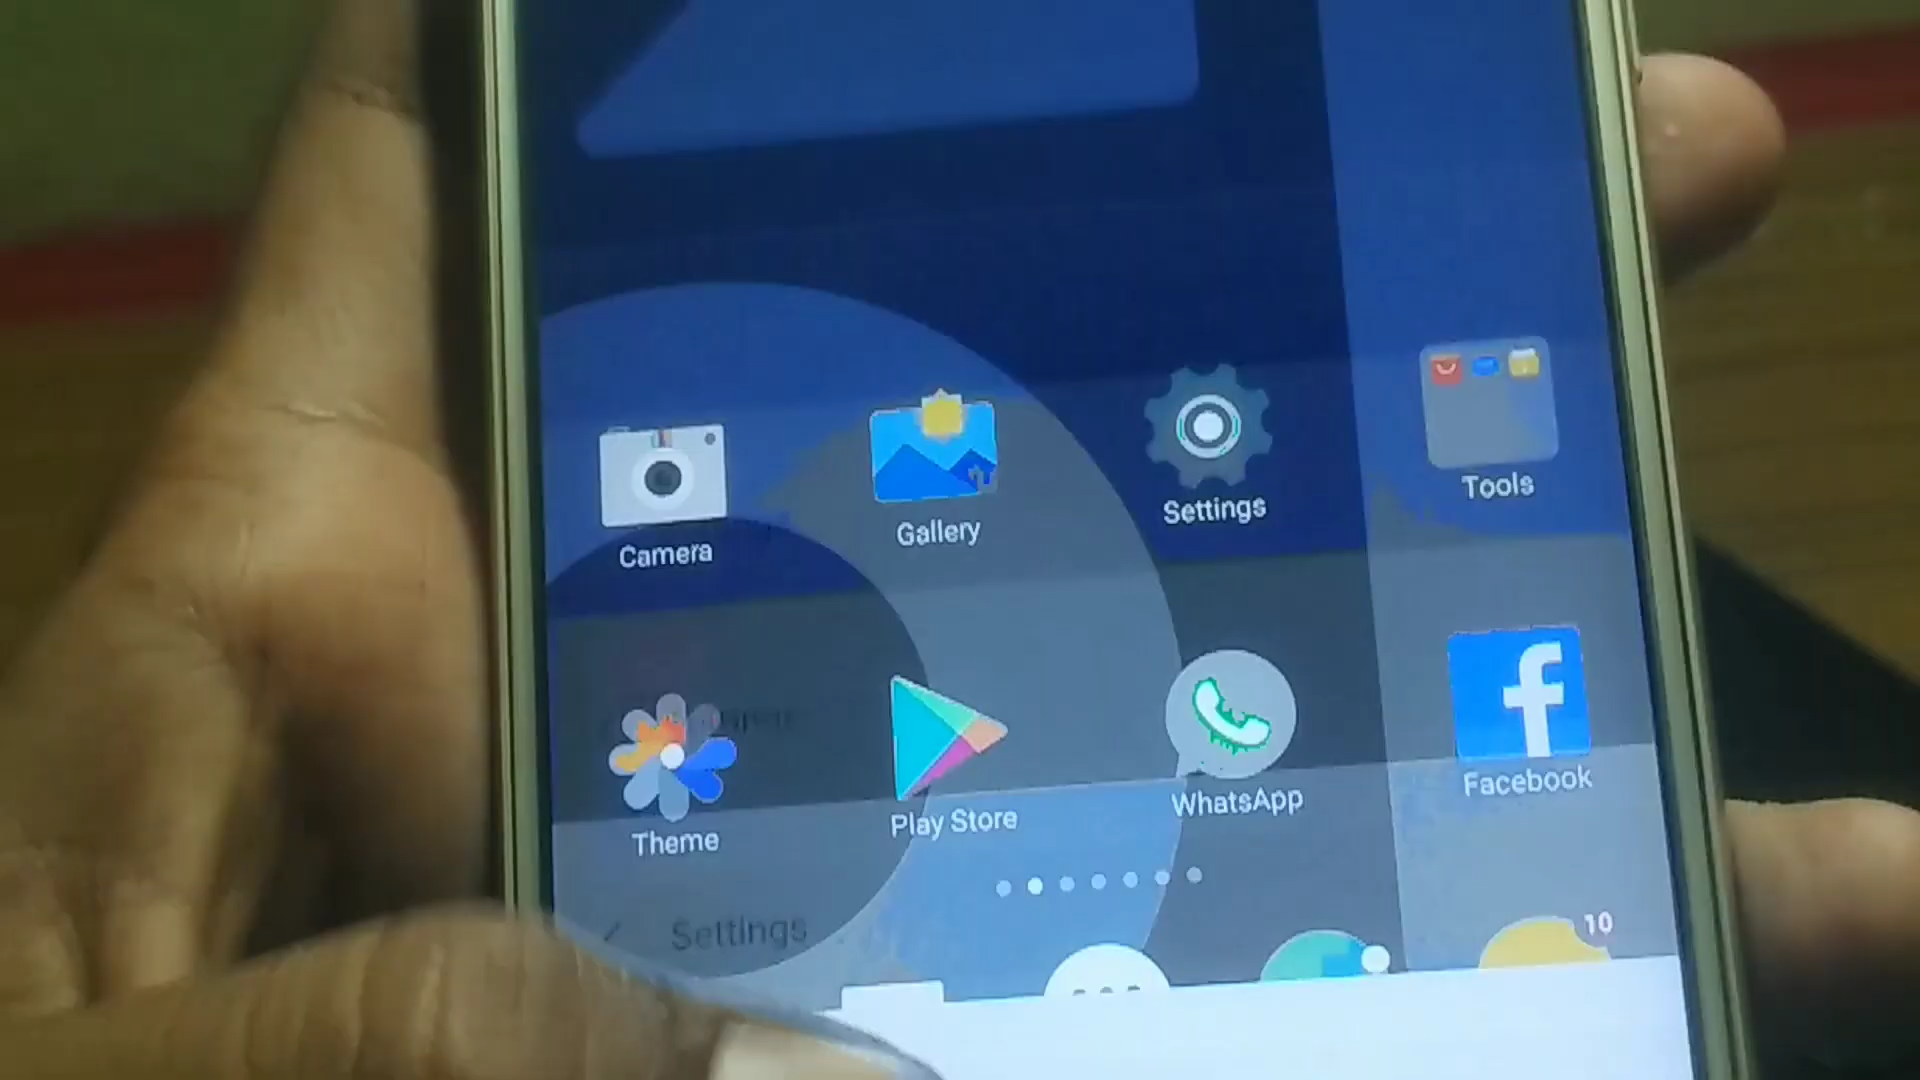 Camera
Gallery
Settings
Tools
Theme
Play Store
WhatsApp
Facebook
Settings
10